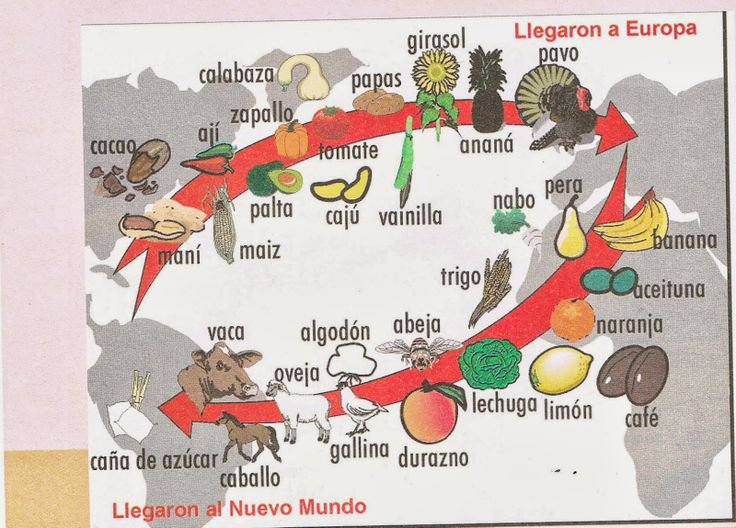 Llegaron a Europa
girasol
pavo
calabaza
papas
zapallo
ají
cacao
tomate
ananá
palta
cajú
vainilla
maní
maiz
nabo
pera
banana
trigo
aceituna
naranja
vaca
algodón
abeja
oveja
lechuga
limón
café
caña de azúcar
caballo
gallina
durazno
Llegaron al Nuevo Mundo